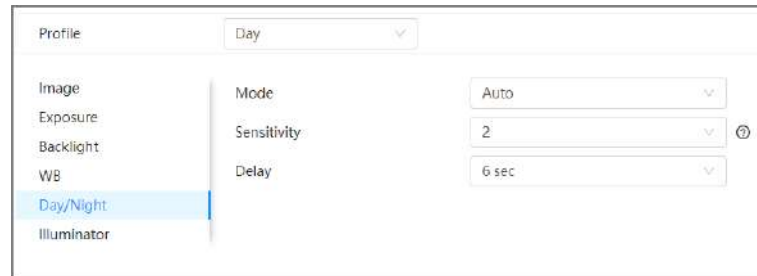 Profile Day
Image
Mode Auto
Exposure
Sensitivity 2
Backlight
WB
Delay 6 sec
Day/Night
Illuminator